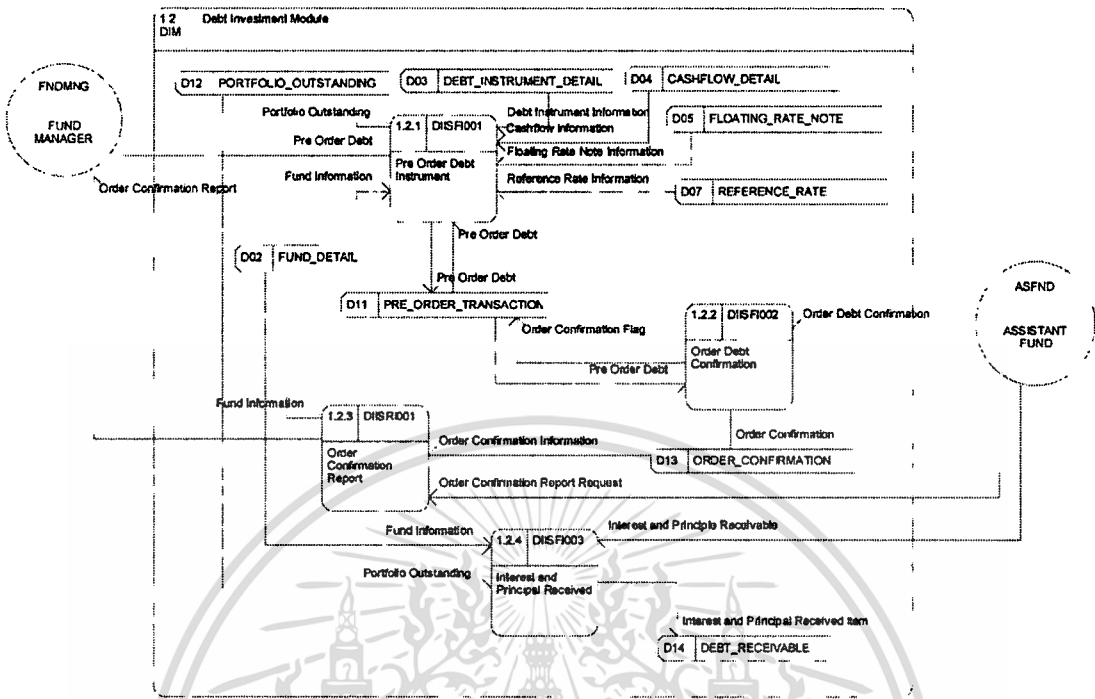 1.2 Debt Investment Module
DIM
FNDMNG
FUND
MANAGER
D12 PORTFOLIO_OUTSTANDING
D03 DEBT_INSTRUMENT_DETAIL
D04 CASHFLOW_DETAIL
D05 FLOATING_RATE_NOTE
D07 REFERENCE_RATE
Portfolio Outstanding
Pre Order Debt
Fund Information
Order Confirmation Report
1.2.1 DIISFI001
Pre Order Debt
Instrument
Debt Instrument Information
Cashflow Information
Floating Rate Note Information
Reference Rate Information
Pre Order Debt
Pre Order Debt
D02 FUND_DETAIL
D11 PRE_ORDER_TRANSACTION
Order Confirmation Flag
Pre Order Debt
1.2.2 DIISFI002
Order Debt
Confirmation
Order Debt Confirmation
ASFND
ASSISTANT
FUND
Fund Information
1.2.3 DIISRI001
Order
Confirmation
Report
Order Confirmation Information
Order Confirmation
D13 ORDER_CONFIRMATION
Order Confirmation Report Request
Fund Information
Portfolio Outstanding
1.2.4 DIISFI003
Interest and
Principal Received
Interest and Principle Receivable
Interest and Principal Received Item
D14 DEBT_RECEIVABLE